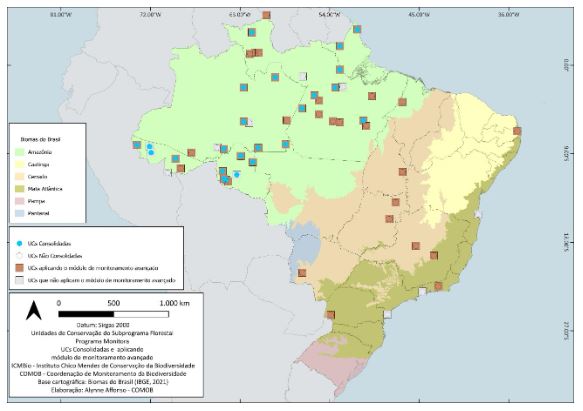 72.00°W
54.00°W
45.00°W
36.00°W
Biomas do Brasil
Amazônia
Caatinga
Cerrado
Mata Atlântica
Pampa
Pantanal
UCs Consolidadas
UCs Não Consolidadas
UCs aplicando o módulo de monitoramento avançado
UCs que não aplicam o módulo de monitoramento avançado
0 500 1.000 km
Datum: Sirgas 2000
Unidades de Conservação do Subprograma Florestal
Programa Monitora
UCs Consolidadas e aplicando
módulo de monitoramento avançado
ICMBio - Instituto Chico Mendes de Conservação da Biodiversidade
COMOB - Coordenação de Monitoramento da Biodiversidade
Base cartográfica: Biomas do Brasil (IBGE, 2021)
Elaboração: Alynne Affonso - COMOB